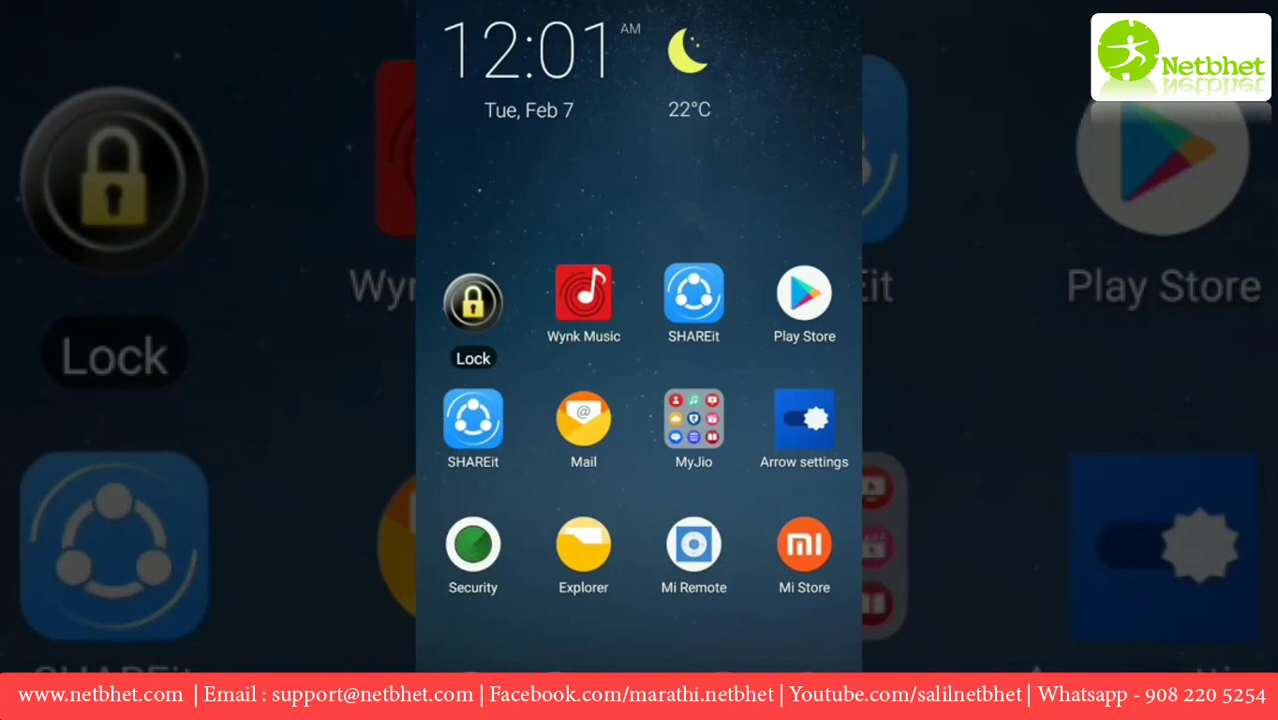 12:01 AM
Tue, Feb 7
22°C
Netbhet
Wynk Music
SHAREit
Play Store
Lock
SHAREit
Mail
MyJio
Arrow settings
Security
Explorer
Mi Remote
Mi Store
Lock
Play Store
www.netbhet.com | Email : support@netbhet.com | Facebook.com/marathi.netbhet | Youtube.com/salilnetbhet | Whatsapp - 908 220 5254